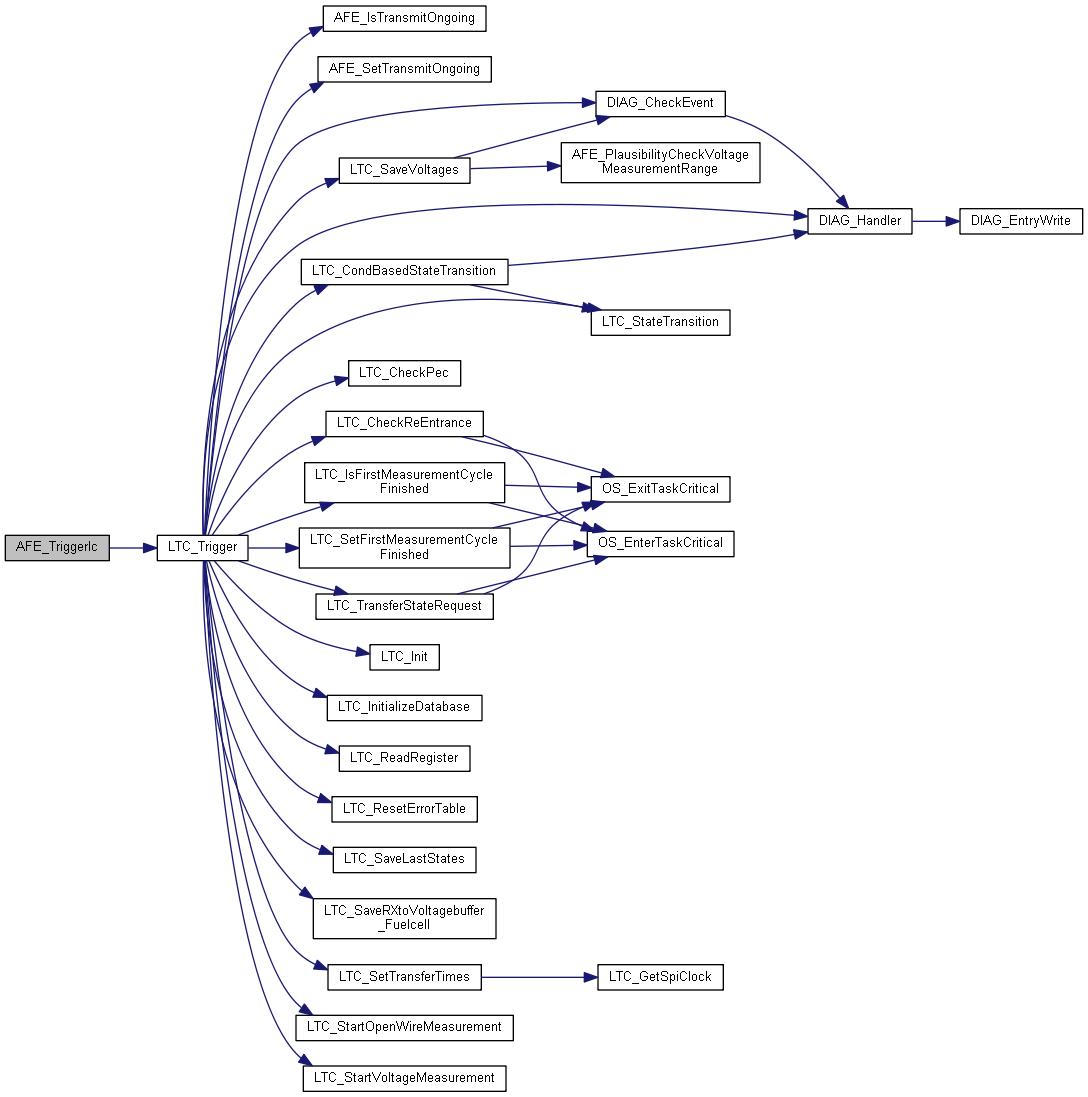 AFE_IsTransmitOngoing
AFE_SetTransmitOngoing
DIAG_CheckEvent
LTC_SaveVoltages
AFE_PlausibilityCheckVoltage
MeasurementRange
DIAG_Handler
DIAG_EntryWrite
LTC_CondBasedStateTransition
LTC_StateTransition
LTC_CheckPec
LTC_CheckReEntrance
LTC_IsFirstMeasurementCycle
Finished
OS_ExitTaskCritical
AFE_TriggerIc
LTC_Trigger
LTC_SetFirstMeasurementCycle
Finished
OS_EnterTaskCritical
LTC_TransferStateRequest
LTC_Init
LTC_InitializeDatabase
LTC_ReadRegister
LTC_ResetErrorTable
LTC_SaveLastStates
LTC_SaveRXtoVoltagebuffer
_Fuelcell
LTC_SetTransferTimes
LTC_GetSpiClock
LTC_StartOpenWireMeasurement
LTC_StartVoltageMeasurement